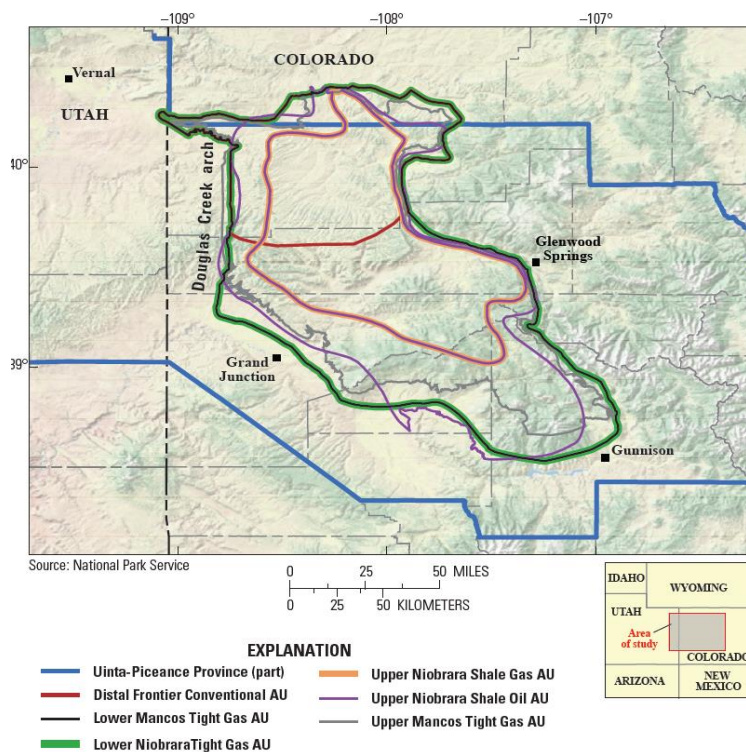 –109°
–108°
–107°
COLORADO
Vernal
UTAH
40°
Douglas Creek arch
Glenwood
Springs
39°
Grand
Junction
Gunnison
Source: National Park Service
0 25 50 MILES
0 25 50 KILOMETERS
IDAHO
WYOMING
UTAH
Area
of study
COLORADO
ARIZONA
NEW
MEXICO
EXPLANATION
Uinta-Piceance Province (part)
Distal Frontier Conventional AU
Lower Mancos Tight Gas AU
Lower NiobraraTight Gas AU
Upper Niobrara Shale Gas AU
Upper Niobrara Shale Oil AU
Upper Mancos Tight Gas AU